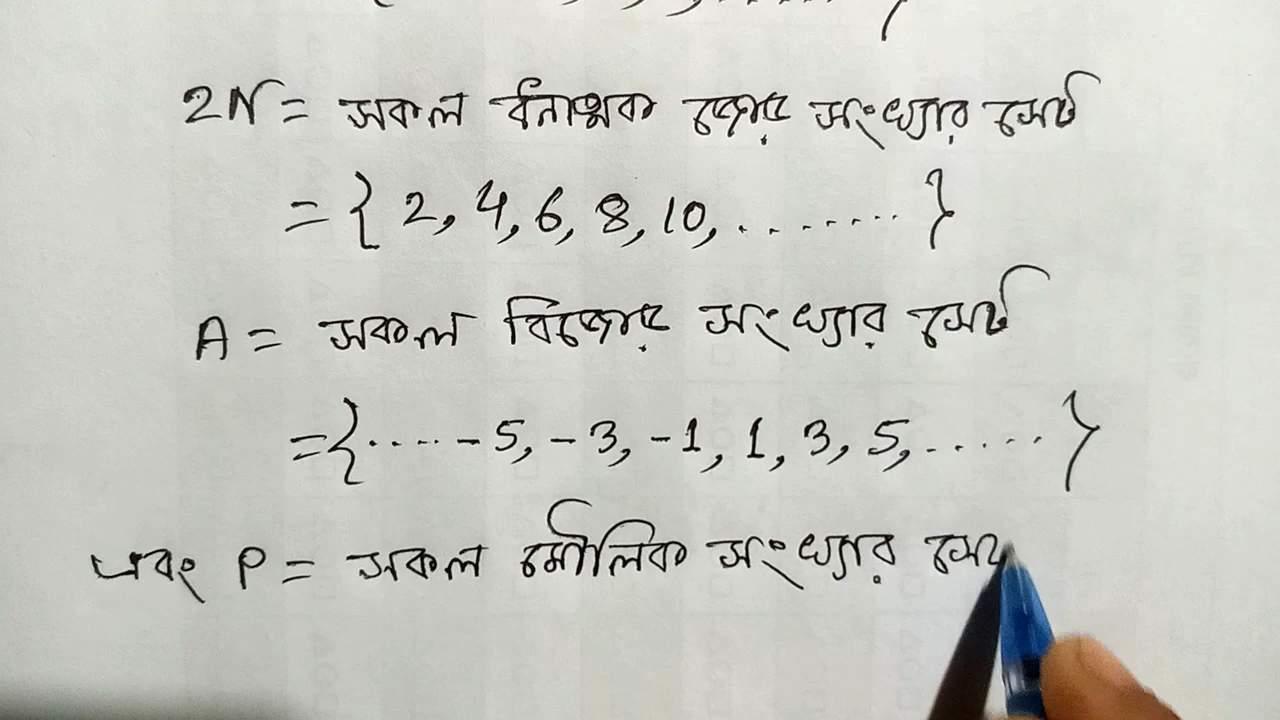 2N = সকল ধনাত্মক জোড় সংখ্যার সেট
= { 2, 4, 6, 8, 10, ........ }
A = সকল বিজোড় সংখ্যার সেট
= { ..... -5, -3, -1, 1, 3, 5, ...... }
এবং P = সকল মৌলিক সংখ্যার